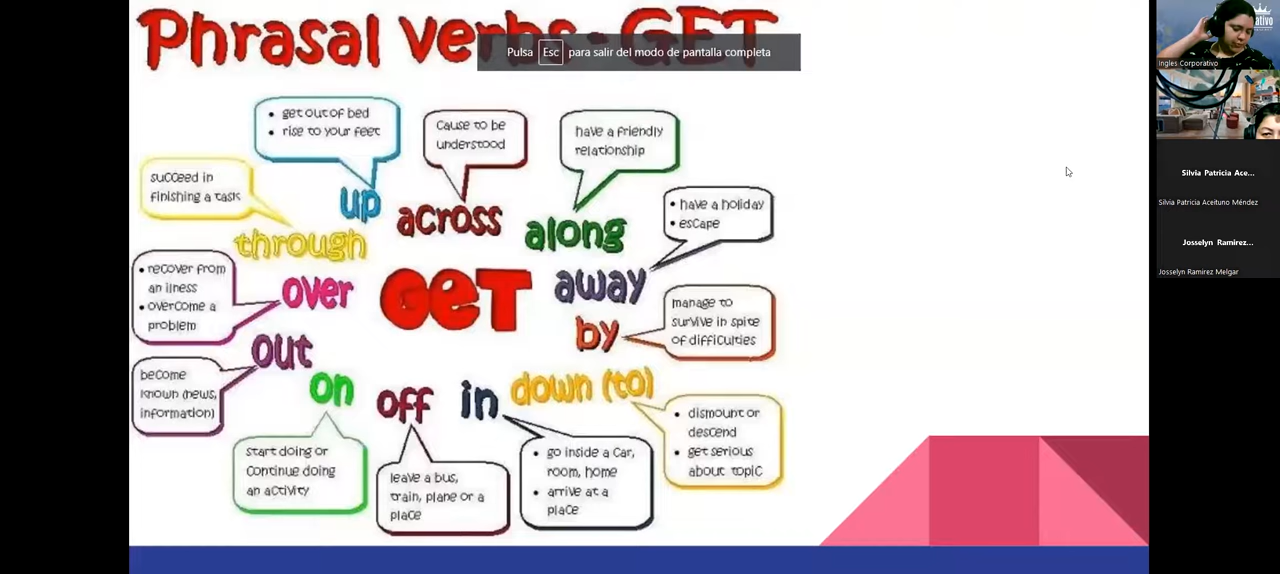 Phrasal verbs - GET
Pulsa Esc para salir del modo de pantalla completa
get out of bed
rise to your feet
cause to be
understood
have a friendly
relationship
succeed in
finishing a task
up
across
along
have a holiday
escape
through
recover from
an ilness
overcome a
problem
over
GET
away
by
manage to
survive in spite
of difficulties
out
become
known (news,
information)
on
off
in
down (to)
start doing or
continue doing
an activity
leave a bus,
train, plane or a
place
go inside a car,
room, home
arrive at a
place
dismount or
descend
get serious
about topic
ativo
Ingles Corporativo
Silvia Patricia Ace...
Silvia Patricia Aceituno Méndez
Josselyn Ramirez...
Josselyn Ramirez Melgar